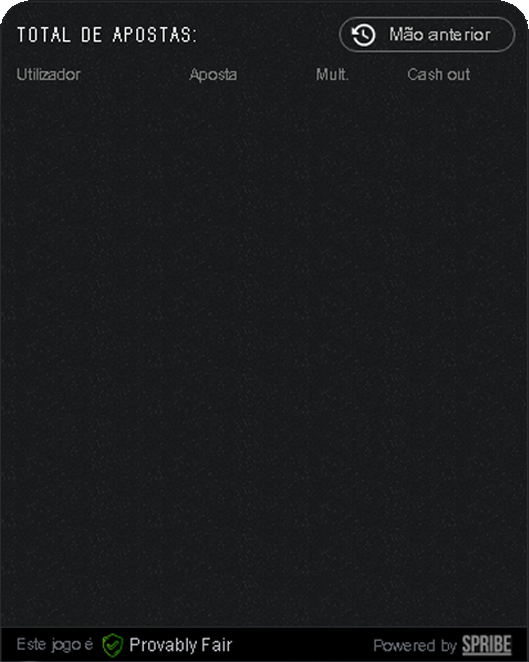 TOTAL DE APOSTAS:
Mão anterior
Utilizador Aposta Mult. Cash out
Este jogo é Provably Fair Powered by SPRIBE